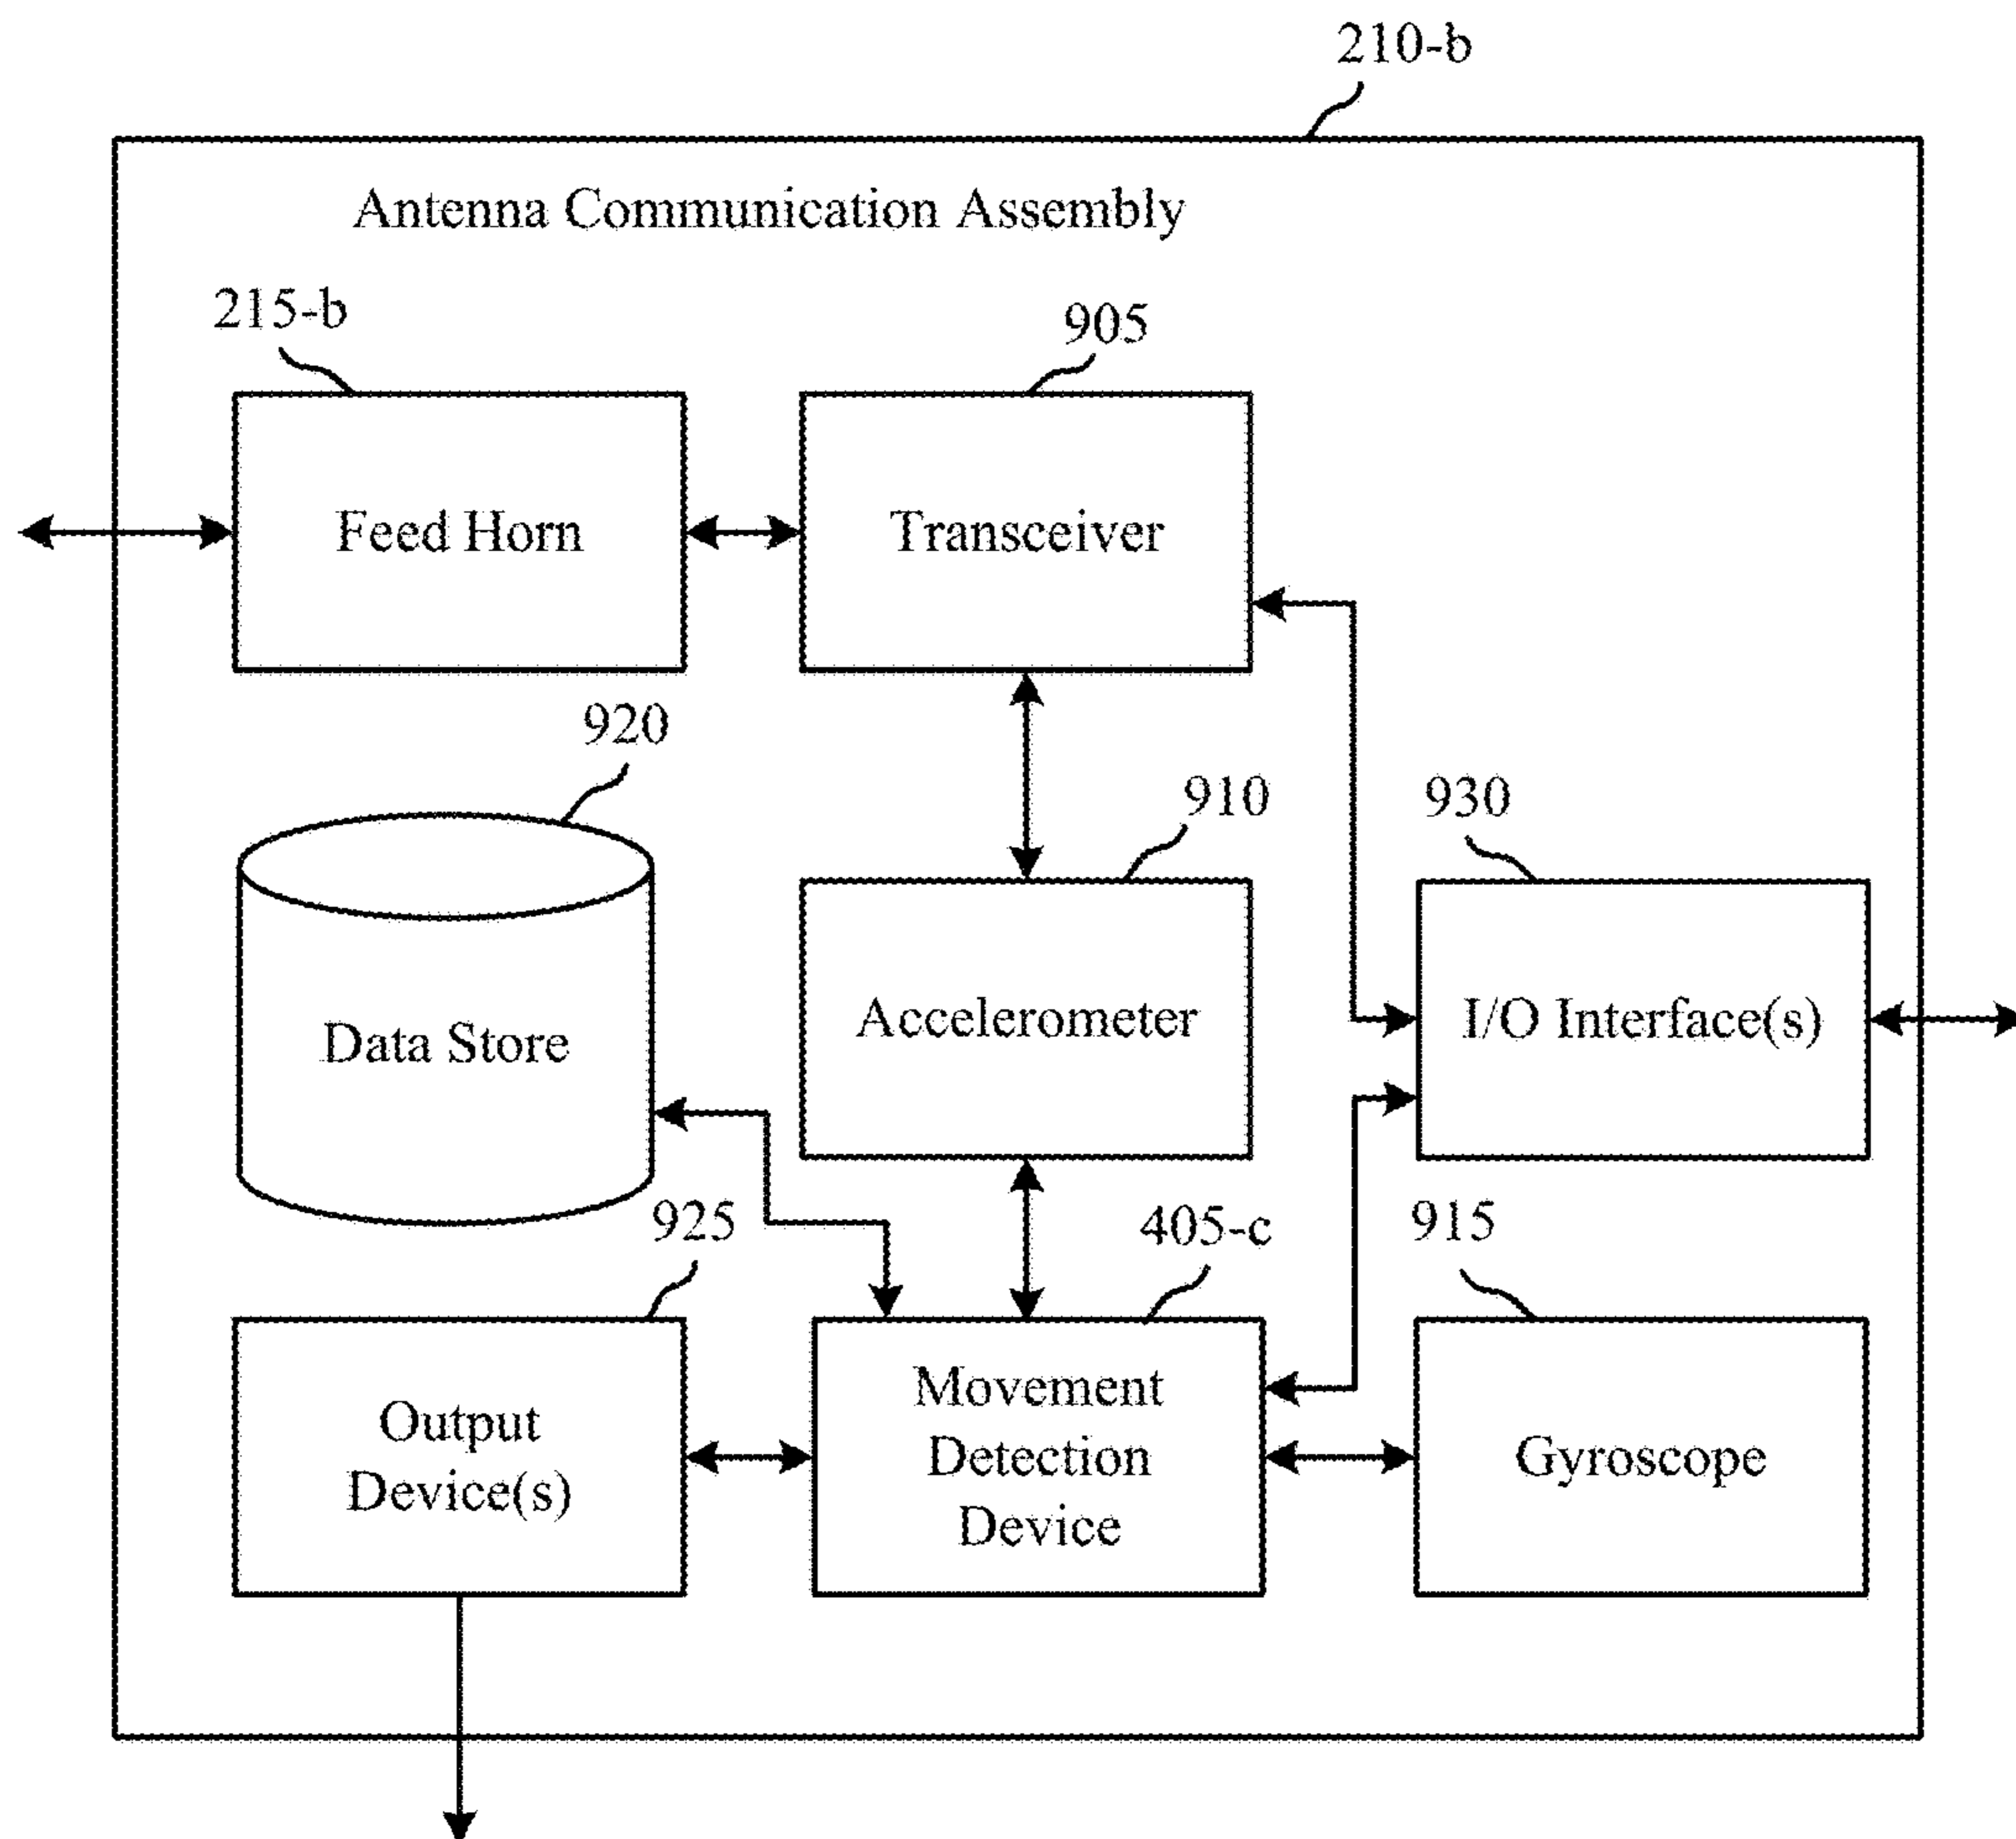 210-b
Antenna Communication Assembly
215-b
905
Feed Horn
Transceiver
920
910
930
Data Store
Accelerometer
I/O Interface(s)
925
405-c
915
Output
Device(s)
Movement
Detection
Device
Gyroscope